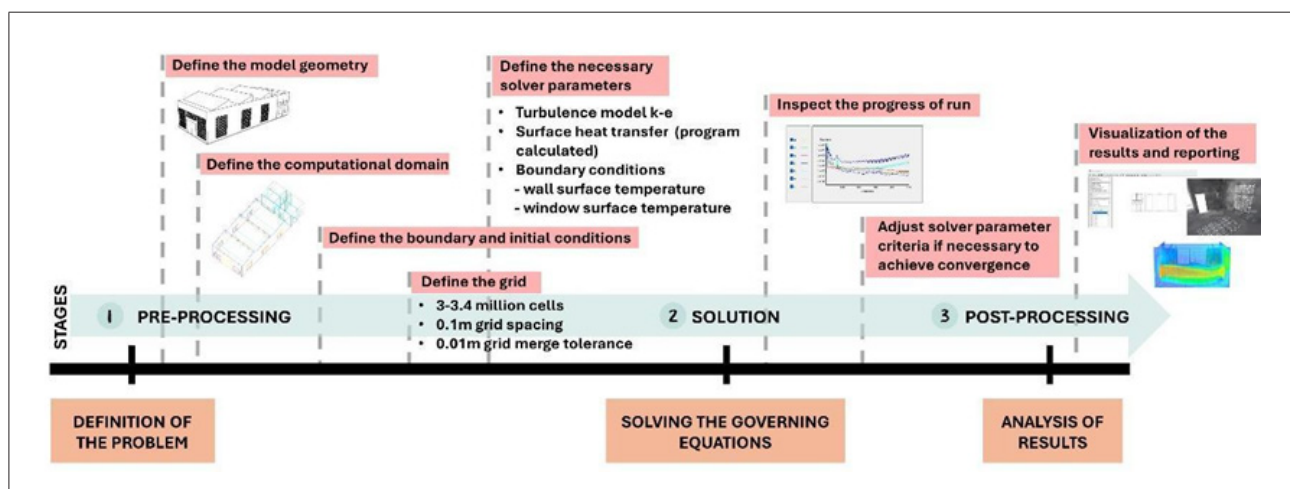 Define the model geometry
Define the computational domain
Define the boundary and initial conditions
Define the grid
• 3-3.4 million cells
• 0.1m grid spacing
• 0.01m grid merge tolerance
Define the necessary
solver parameters
• Turbulence model k-e
• Surface heat transfer (program
calculated)
• Boundary conditions
- wall surface temperature
- window surface temperature
Inspect the progress of run
Adjust solver parameter
criteria if necessary to
achieve convergence
Visualization of the
results and reporting
STAGES
1 PRE-PROCESSING
2 SOLUTION
3 POST-PROCESSING
DEFINITION OF
THE PROBLEM
SOLVING THE GOVERNING
EQUATIONS
ANALYSIS OF
RESULTS